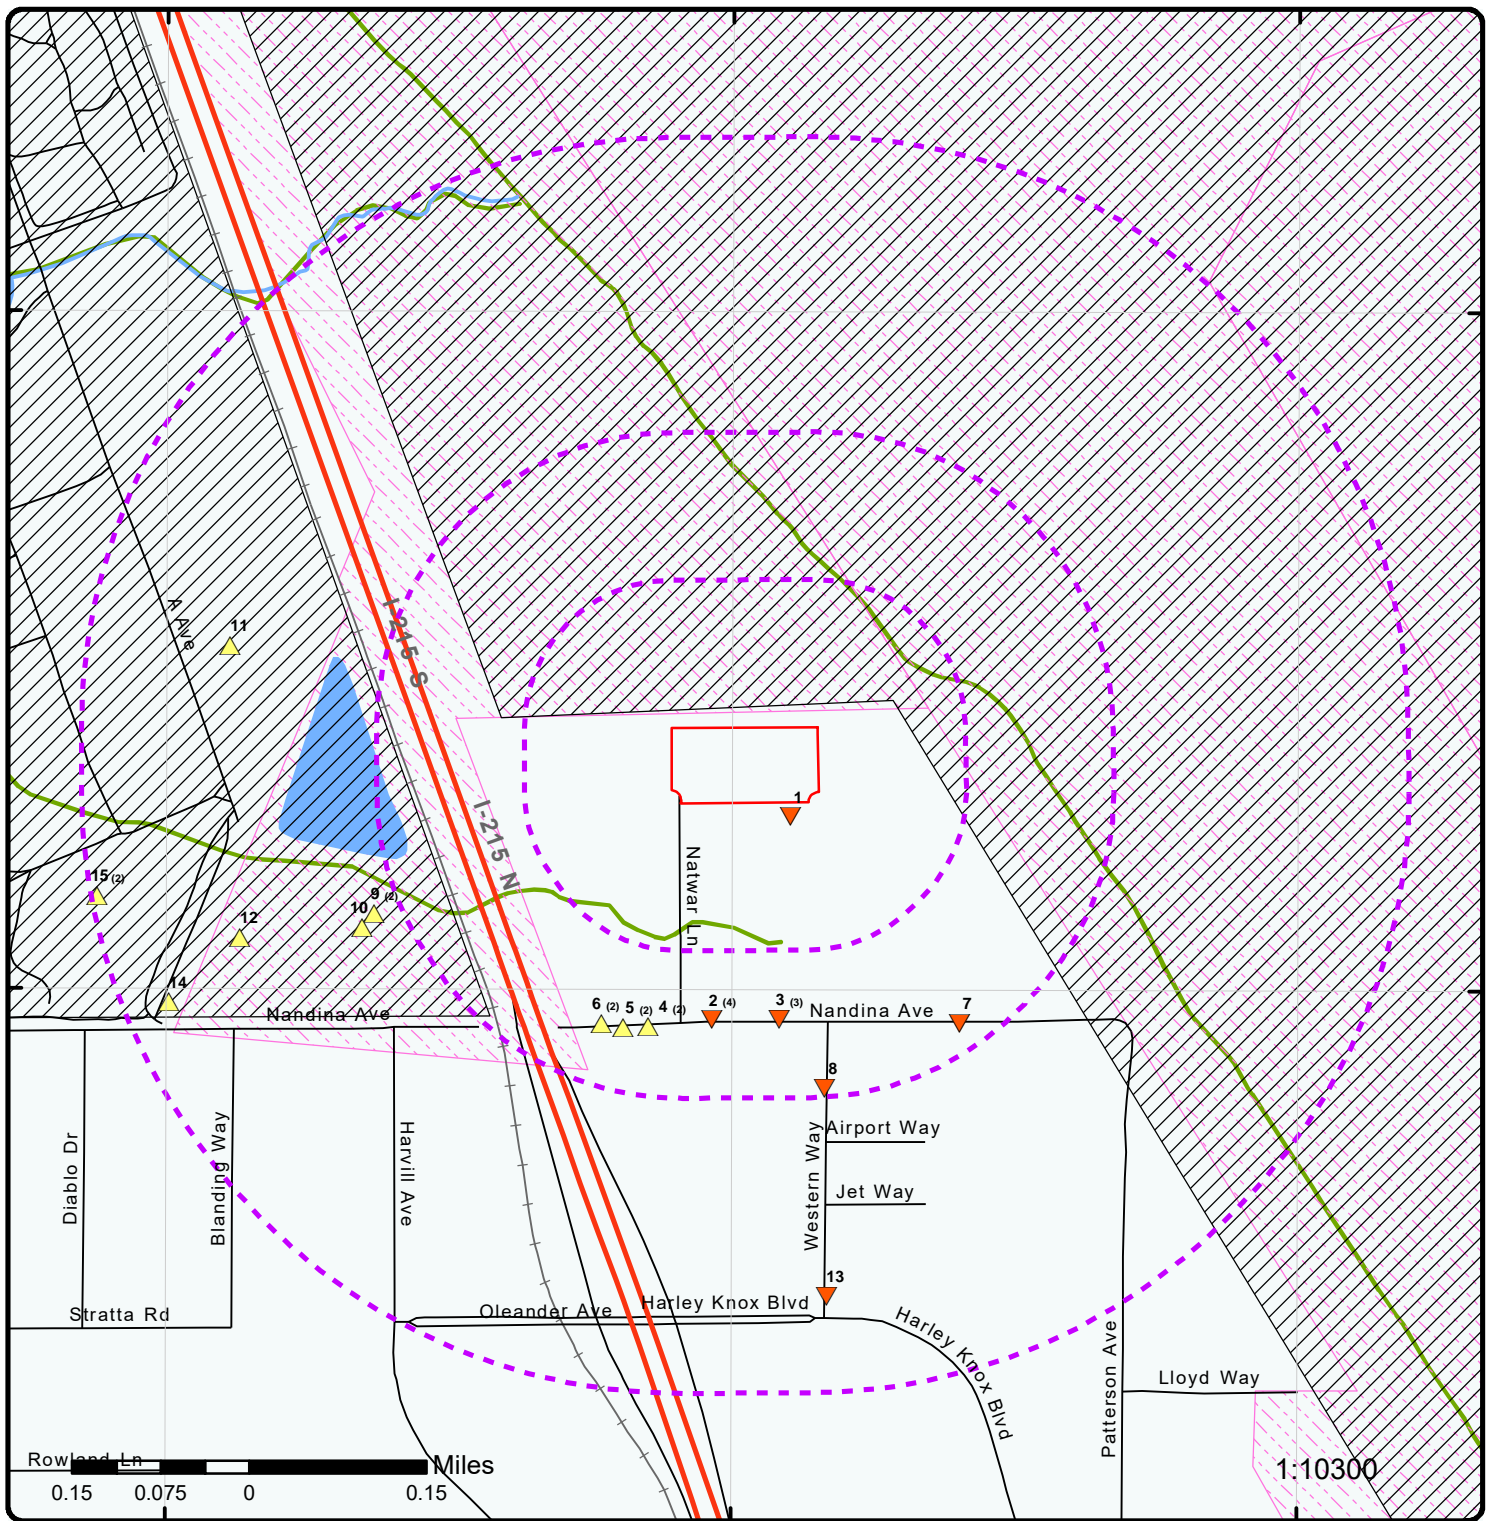 I-215 S
A Ave
11
1
I-215 N
Natwar Ln
15 (2)
9 (2)
10
12
14
Nandina Ave
6 (2)
5 (2)
4 (2)
2 (4)
3 (3)
Nandina Ave
7
8
Airport Way
Western Way
Jet Way
Diablo Dr
Blanding Way
Harvill Ave
13
Stratta Rd
Oleander Ave
Harley Knox Blvd
Harley Knox Blvd
Patterson Ave
Lloyd Way
Rowland Ln
Miles
0.15
0.075
0
0.15
1:10300